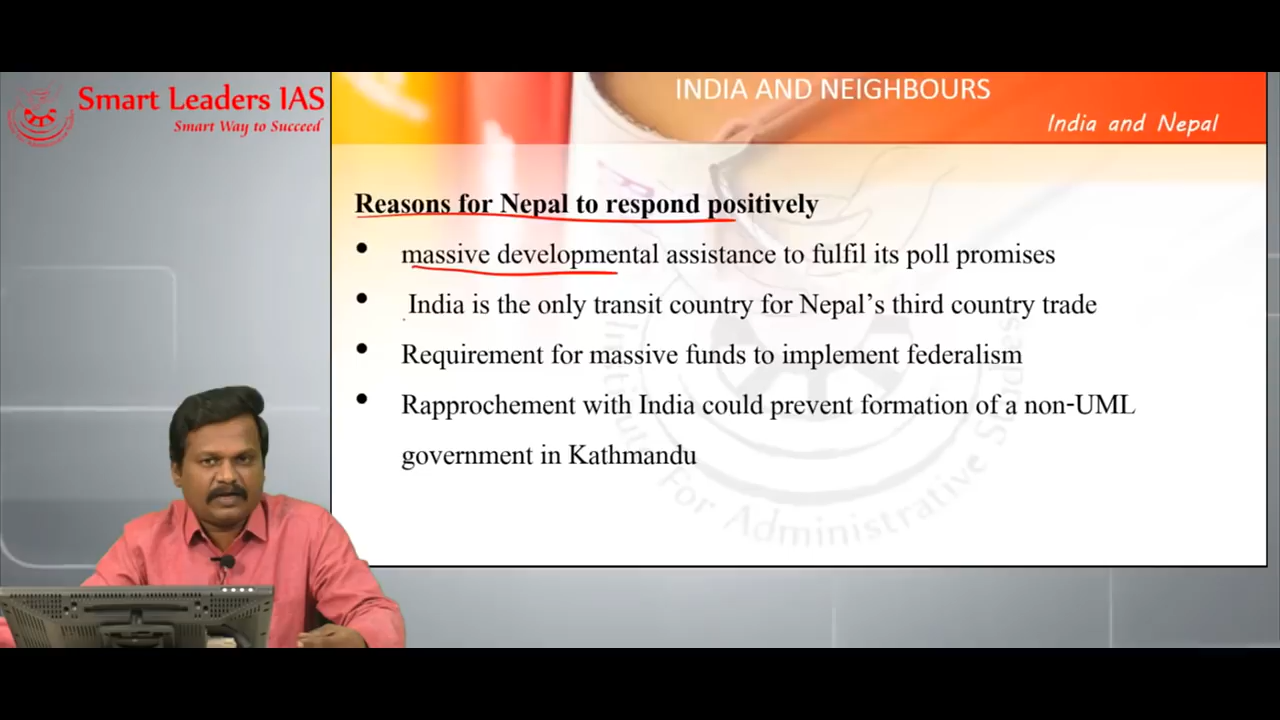 Smart Leaders IAS
Smart Way to Succeed
INDIA AND NEIGHBOURS
India and Nepal
Reasons for Nepal to respond positively
• massive developmental assistance to fulfil its poll promises
• India is the only transit country for Nepal’s third country trade
• Requirement for massive funds to implement federalism
• Rapprochement with India could prevent formation of a non-UML
government in Kathmandu
For Administrative